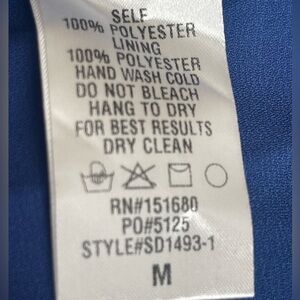 SELF
100% POLYESTER
LINING
100% POLYESTER
HAND WASH COLD
DO NOT BLEACH
HANG TO DRY
FOR BEST RESULTS
DRY CLEAN
RN#151680
PO#5125
STYLE#SD1493-1
M